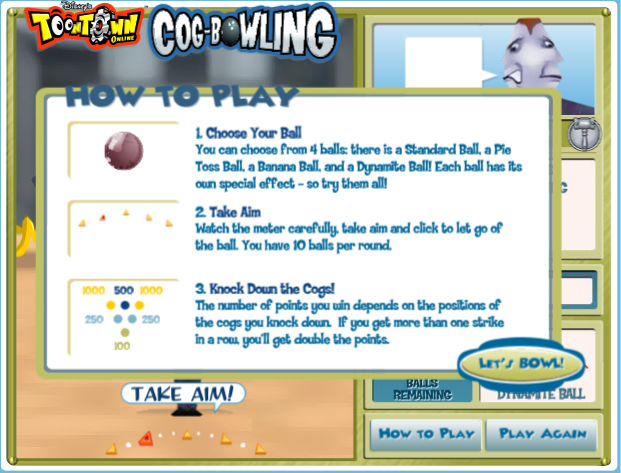 Disney's
TOONTOWN
ONLINE
COG-BOWLING
HOW TO PLAY
1. Choose Your Ball
You can choose from 4 balls: there is a Standard Ball, a Pie
Toss Ball, a Banana Ball, and a Dynamite Ball! Each ball has its
own special effect - so try them all!
2. Take Aim
Watch the meter carefully, take aim and click to let go of
the ball. You have 10 balls per round.
3. Knock Down the Cogs!
The number of points you win depends on the positions of
the cogs you knock down. If you get more than one strike
in a row, you'll get double the points.
1000 500 1000
250 250
100
LET'S BOWL!
TAKE AIM!
BALLS
REMAINING
DYNAMITE BALL
HOW TO PLAY
PLAY AGAIN